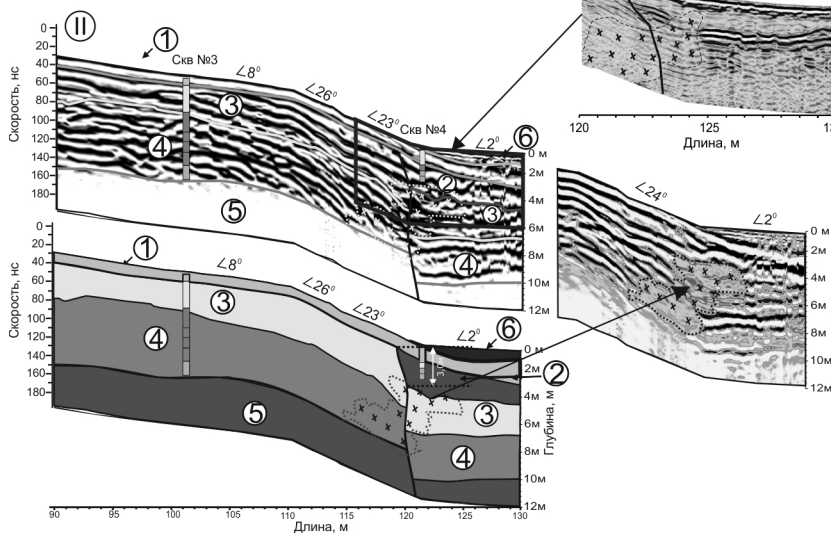 II
1
Скв №3
∠8⁰
∠26⁰
∠23⁰
Скв №4
∠2⁰
6
3
2
4
3
5
4
Скорость, нс
0
20
40
60
80
100
120
140
160
180
0 м
2м
4м
6м
8м
10м
12м
120
125
Длина, м
∠24⁰
∠2⁰
0 м
2м
4м
6м
8м
10м
12м
1
∠8⁰
∠26⁰
∠23⁰
∠2⁰
6
3
4
2
3
5
4
Скорость, нс
0
20
40
60
80
100
120
140
160
180
0 м
2м
4м
6м
8м
10м
12м
Глубина, м
90
95
100
105
110
115
120
125
130
Длина, м